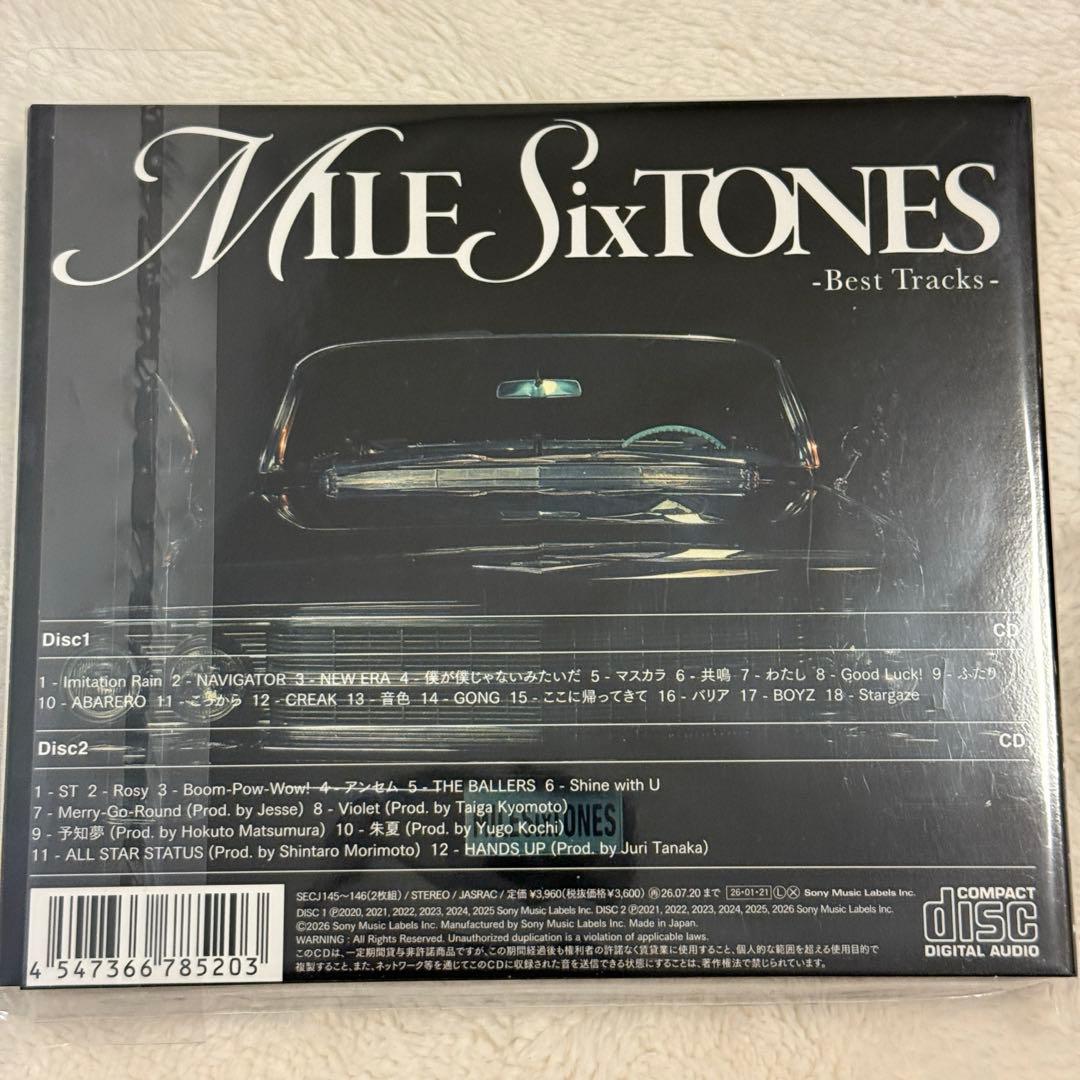 MILE SixTONES
-Best Tracks-
Disc1 CD
1 - Imitation Rain 2 - NAVIGATOR 3 - NEW ERA 4 - 僕が僕じゃないみたいだ 5 - マスカラ 6 - 共鳴 7 - わたし 8 - Good Luck! 9 - ふたり
10 - ABARERO 11 - こっから 12 - CREAK 13 - 音色 14 - GONG 15 - ここに帰ってきて 16 - バリア 17 - BOYZ 18 - Stargaze
Disc2 CD
1 - ST 2 - Rosy 3 - Boom-Pow-Wow! 4 - アンセム 5 - THE BALLERS 6 - Shine with U
7 - Merry-Go-Round (Prod. by Jesse) 8 - Violet (Prod. by Taiga Kyomoto)
9 - 予知夢 (Prod. by Hokuto Matsumura) 10 - 朱夏 (Prod. by Yugo Kochi)
11 - ALL STAR STATUS (Prod. by Shintaro Morimoto) 12 - HANDS UP (Prod. by Juri Tanaka)
MILESIXTONES
SECJ145〜146(2枚組) / STEREO / JASRAC / 定価 ¥3,960(税抜価格¥3,600) Ⓡ26.07.20 まで 26・01・21 Ⓛ Ⓧ Sony Music Labels Inc.
DISC 1 ℗2020, 2021, 2022, 2023, 2024, 2025 Sony Music Labels Inc. DISC 2 ℗2021, 2022, 2023, 2024, 2025, 2026 Sony Music Labels Inc.
©2026 Sony Music Labels Inc. Manufactured by Sony Music Labels Inc. Made in Japan.
WARNING : All Rights Reserved. Unauthorized duplication is a violation of applicable laws.
このCDは、一定期間貸与非許諾商品ですが、この期間経過後も権利者の許諾なく賃貸業に使用すること、個人的な範囲を超える使用目的で
複製すること、また、ネットワーク等を通じてこのCDに収録された音を送信できる状態にすることは、著作権法で禁じられています。
COMPACT
disc
DIGITAL AUDIO
4 547366 785203